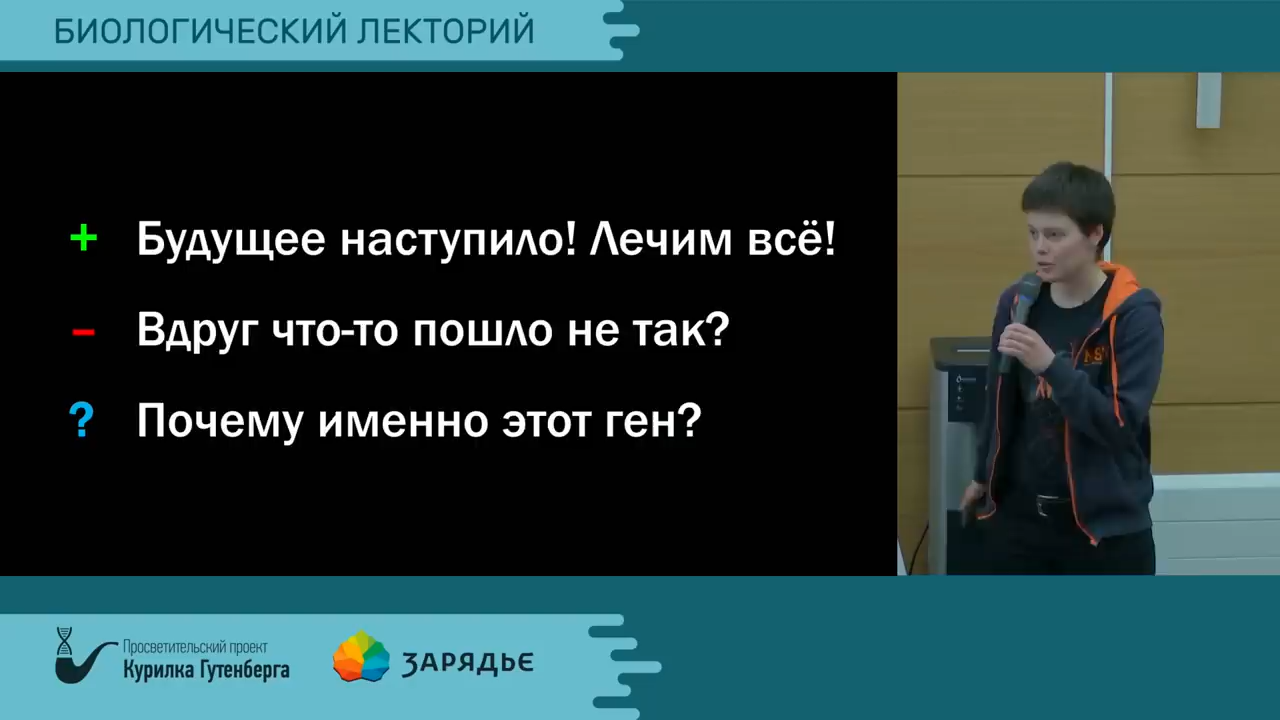 БИОЛОГИЧЕСКИЙ ЛЕКТОРИЙ
+ Будущее наступило! Лечим всё!
– Вдруг что-то пошло не так?
? Почему именно этот ген?
Просветительский проект
Курилка Гутенберга
ЗАРЯДЬЕ